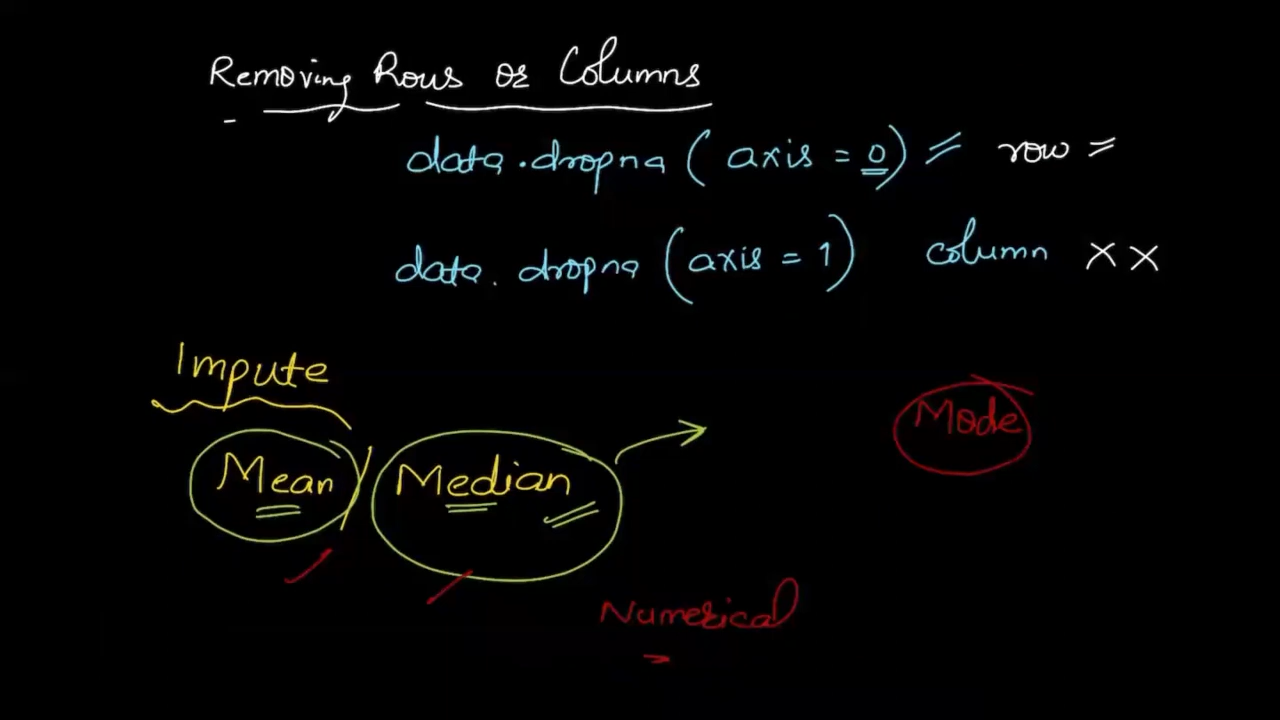 Removing Rows or Columns
data.dropna (axis = 0) row =
data. dropna (axis = 1) column X X
Impute
Mode
Mean / Median
Numerical